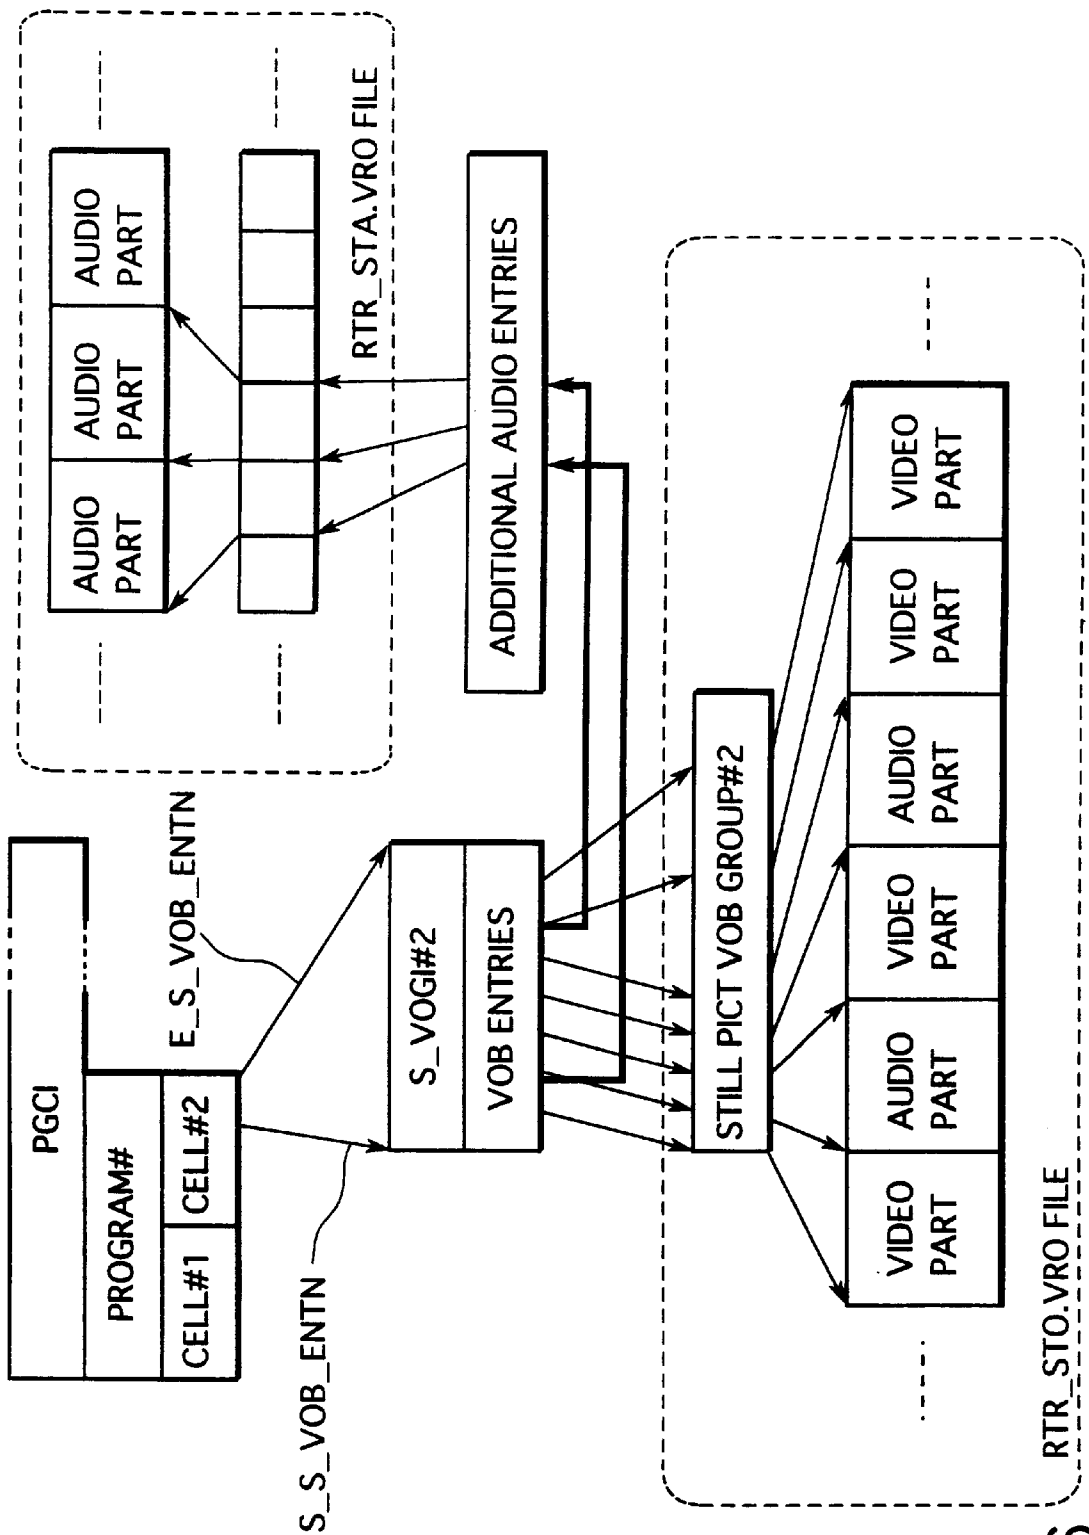 PGCI
PROGRAM#
CELL#1
CELL#2
S_S_VOB_ENTN
E_S_VOB_ENTN
S_VOGI#2
VOB ENTRIES
AUDIO
PART
AUDIO
PART
AUDIO
PART
RTR_STA.VRO FILE
ADDITIONAL AUDIO ENTRIES
STILL PICT VOB GROUP#2
VIDEO
PART
AUDIO
PART
VIDEO
PART
AUDIO
PART
VIDEO
PART
VIDEO
PART
RTR_STO.VRO FILE